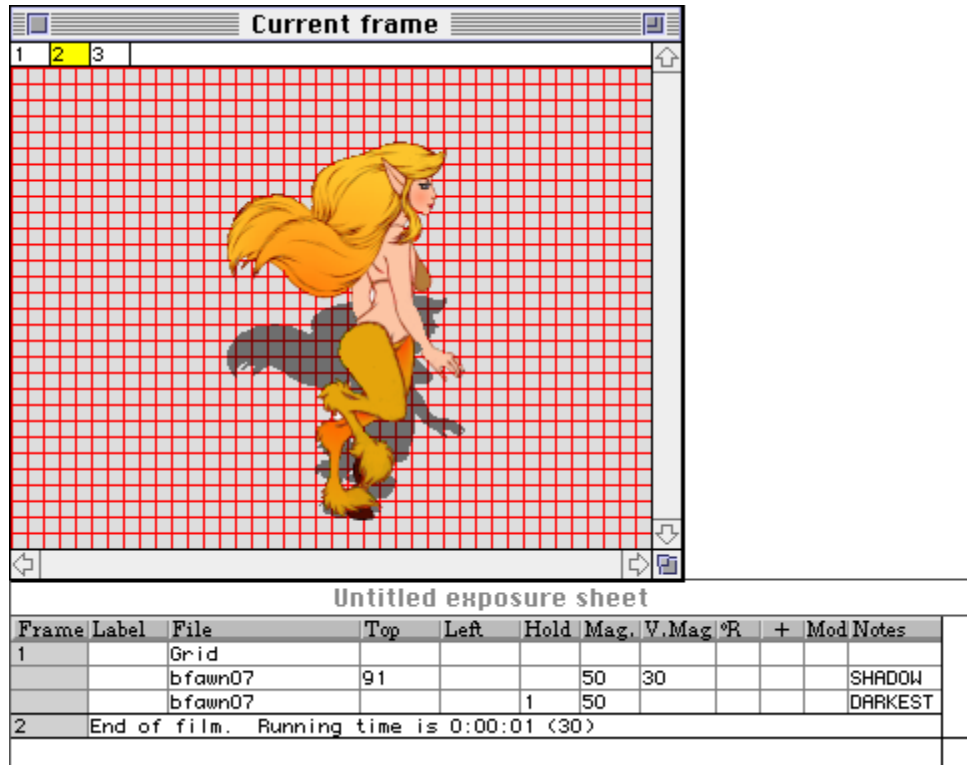 Current frame
1 2 3
Untitled exposure sheet
Frame Label File Top Left Hold Mag. V.Mag °R + Mod Notes
1 Grid
bfawn07 91 50 30 SHADOW
bfawn07 1 50 DARKEST
2 End of film. Running time is 0:00:01 (30)